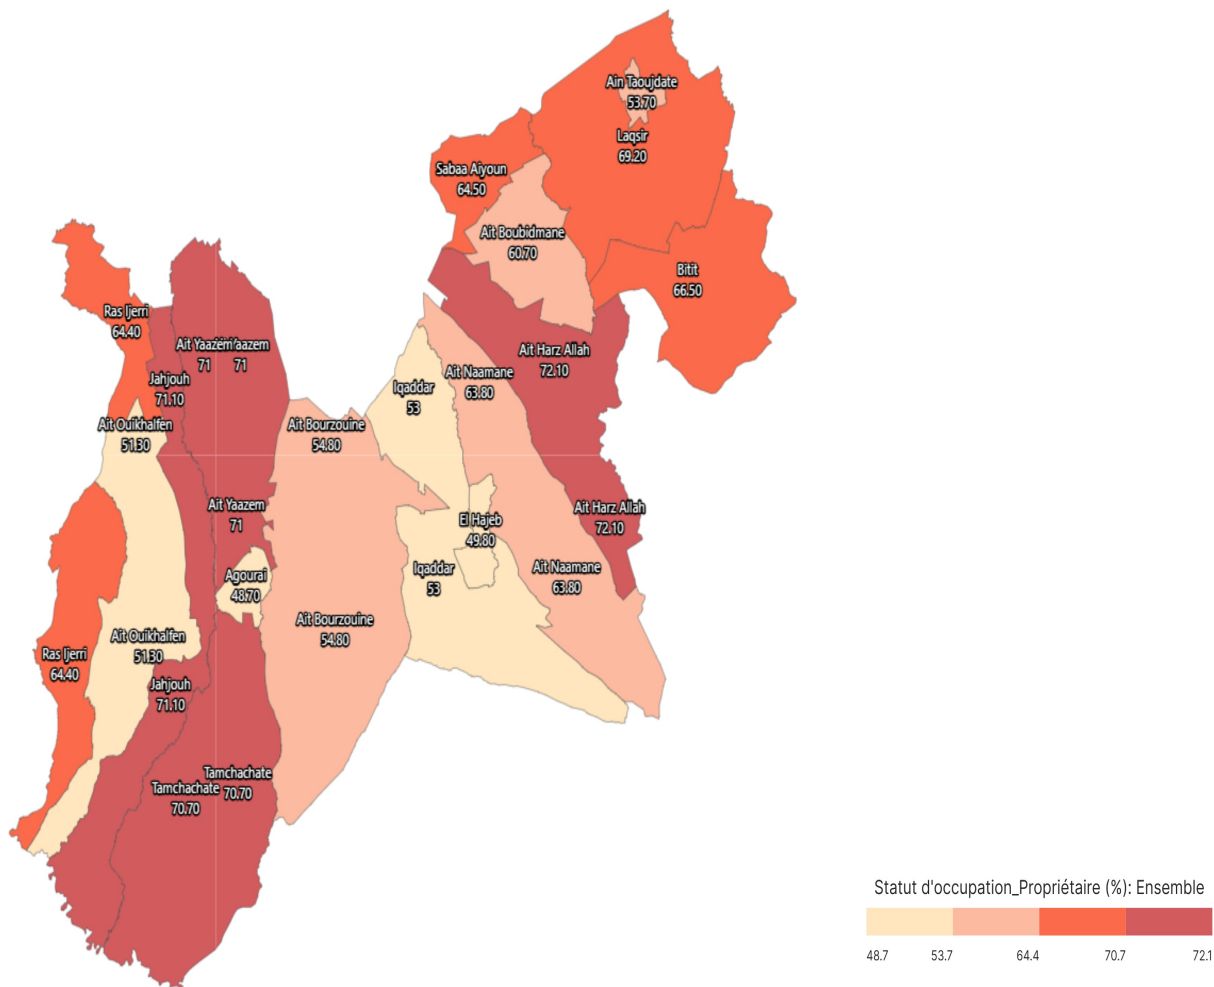 Ain Taoujdate
53.70
Laqsir
69.20
Sabaa Aiyoun
64.50
Ait Boubidmane
60.70
Bitit
66.50
Ras Ijerri
64.40
Ait Yaazem
71
71
Jahjouh
71.10
Ait Harz Allah
72.10
Ait Naamane
63.80
Iqaddar
53
Ait Ouikhalfen
51.30
Ait Bourzouine
54.80
Ait Yaazem
71
Ait Harz Allah
72.10
El Hajeb
49.80
Iqaddar
53
Ait Naamane
63.80
Agourai
48.70
Ait Bourzouine
54.80
Ait Ouikhalfen
51.30
Ras Ijerri
64.40
Jahjouh
71.10
Tamchachate
70.70
Tamchachate
70.70
Statut d'occupation_Propriétaire (%): Ensemble
48.7 53.7 64.4 70.7 72.1